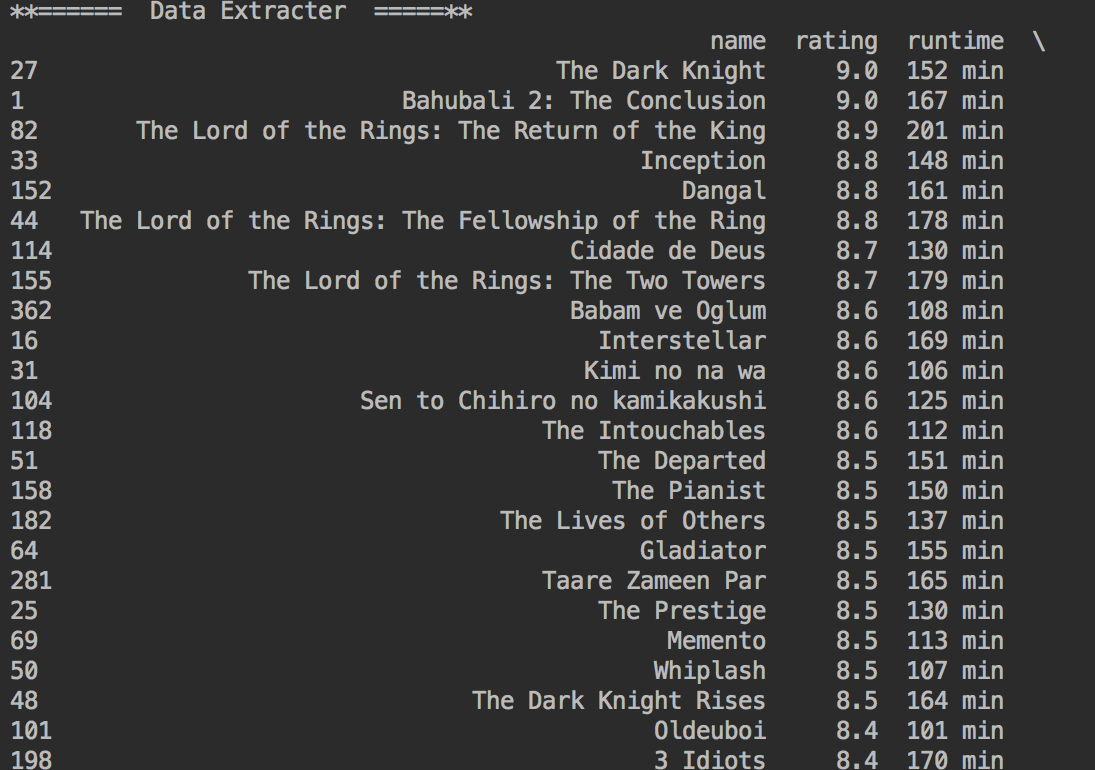 **====== Data Extracter =====**
name rating runtime \
27 The Dark Knight 9.0 152 min
1 Bahubali 2: The Conclusion 9.0 167 min
82 The Lord of the Rings: The Return of the King 8.9 201 min
33 Inception 8.8 148 min
152 Dangal 8.8 161 min
44 The Lord of the Rings: The Fellowship of the Ring 8.8 178 min
114 Cidade de Deus 8.7 130 min
155 The Lord of the Rings: The Two Towers 8.7 179 min
362 Babam ve Oglum 8.6 108 min
16 Interstellar 8.6 169 min
31 Kimi no na wa 8.6 106 min
104 Sen to Chihiro no kamikakushi 8.6 125 min
118 The Intouchables 8.6 112 min
51 The Departed 8.5 151 min
158 The Pianist 8.5 150 min
182 The Lives of Others 8.5 137 min
64 Gladiator 8.5 155 min
281 Taare Zameen Par 8.5 165 min
25 The Prestige 8.5 130 min
69 Memento 8.5 113 min
50 Whiplash 8.5 107 min
48 The Dark Knight Rises 8.5 164 min
101 Oldeuboi 8.4 101 min
198 3 Idiots 8.4 170 min